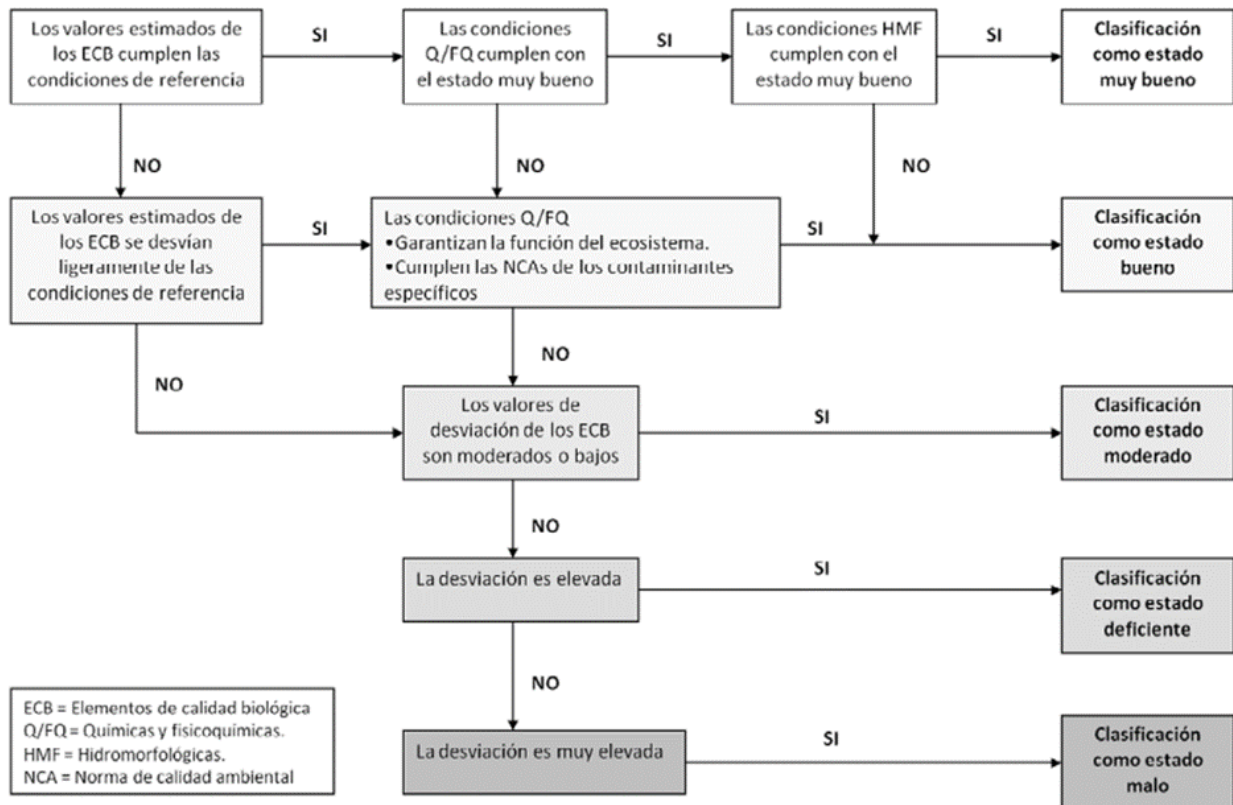 Los valores estimados de
los ECB cumplen las
condiciones de referencia
SI
Las condiciones
Q/FQ cumplen con
el estado muy bueno
SI
Las condiciones HMF
cumplen con el
estado muy bueno
SI
Clasificación
como estado
muy bueno
NO
NO
NO
Los valores estimados de
los ECB se desvían
ligeramente de las
condiciones de referencia
SI
Las condiciones Q/FQ
•Garantizan la función del ecosistema.
•Cumplen las NCAs de los contaminantes
específicos
SI
Clasificación
como estado
bueno
NO
NO
Los valores de
desviación de los ECB
son moderados o bajos
SI
Clasificación
como estado
moderado
NO
La desviación es elevada
SI
Clasificación
como estado
deficiente
NO
La desviación es muy elevada
SI
Clasificación
como estado
malo
ECB = Elementos de calidad biológica
Q/FQ = Químicas y fisicoquímicas.
HMF = Hidromorfológicas.
NCA = Norma de calidad ambiental